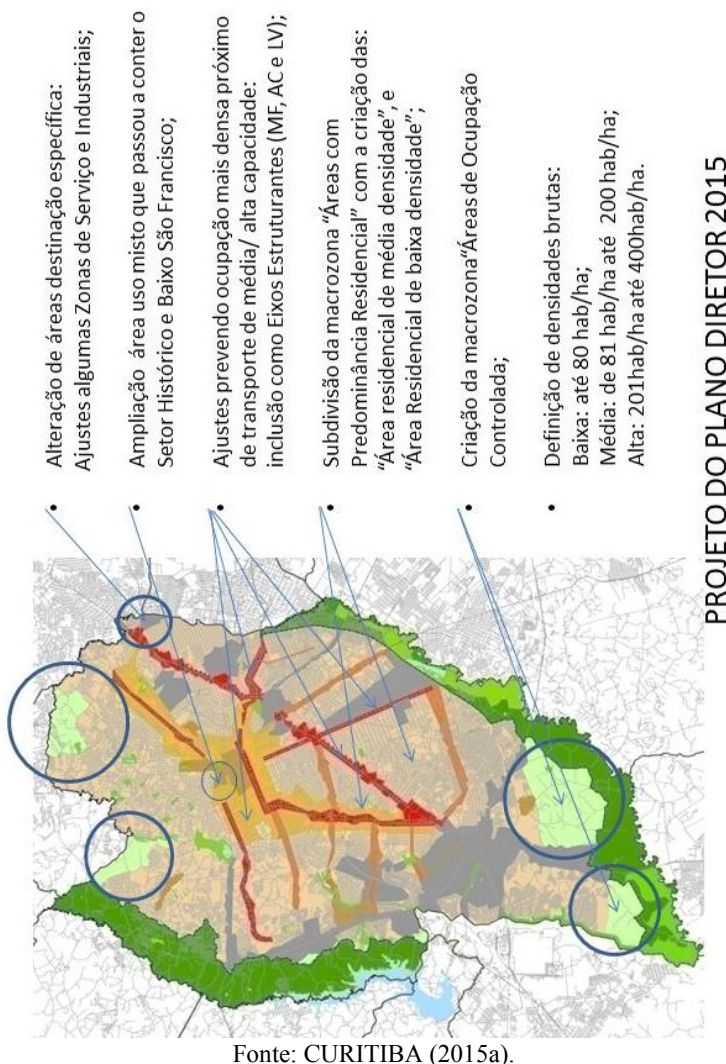 • Alteração de áreas destinação específica:
Ajustes algumas Zonas de Serviço e Industriais;
• Ampliação área uso misto que passou a conter o
Setor Histórico e Baixo São Francisco;
• Ajustes prevendo ocupação mais densa próximo
de transporte de média/ alta capacidade:
inclusão como Eixos Estruturantes (MF, AC e LV);
• Subdivisão da macrozona “Áreas com
Predominância Residencial” com a criação das:
“Área residencial de média densidade”, e
“Área Residencial de baixa densidade”;
• Criação da macrozona“Áreas de Ocupação
Controlada;
• Definição de densidades brutas:
Baixa: até 80 hab/ha;
Média: de 81 hab/ha até 200 hab/ha;
Alta: 201hab/ha até 400hab/ha.
PROJETO DO PLANO DIRETOR 2015
Fonte: CURITIBA (2015a).